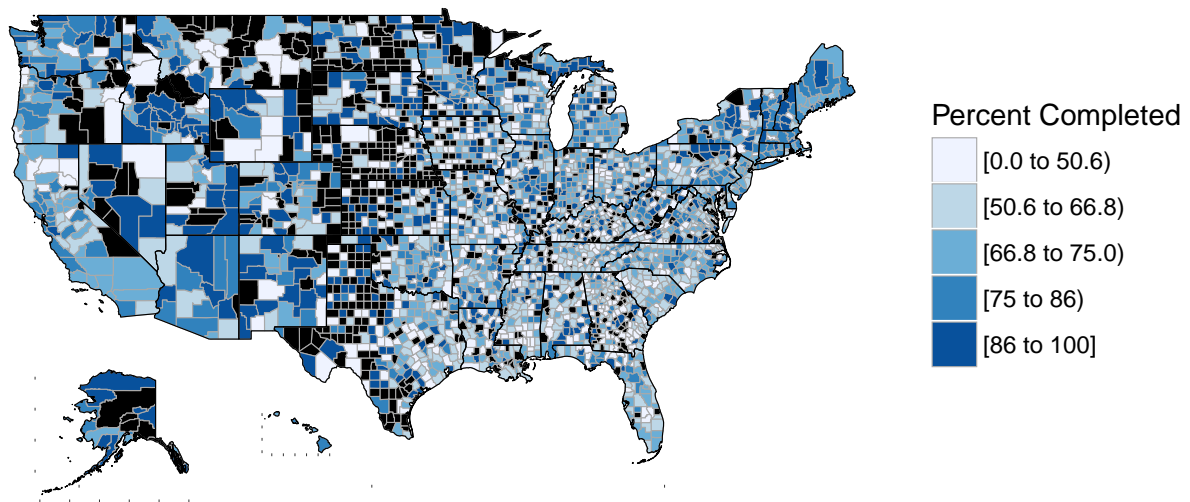 Percent Completed
[0.0 to 50.6)
[50.6 to 66.8)
[66.8 to 75.0)
[75 to 86)
[86 to 100]